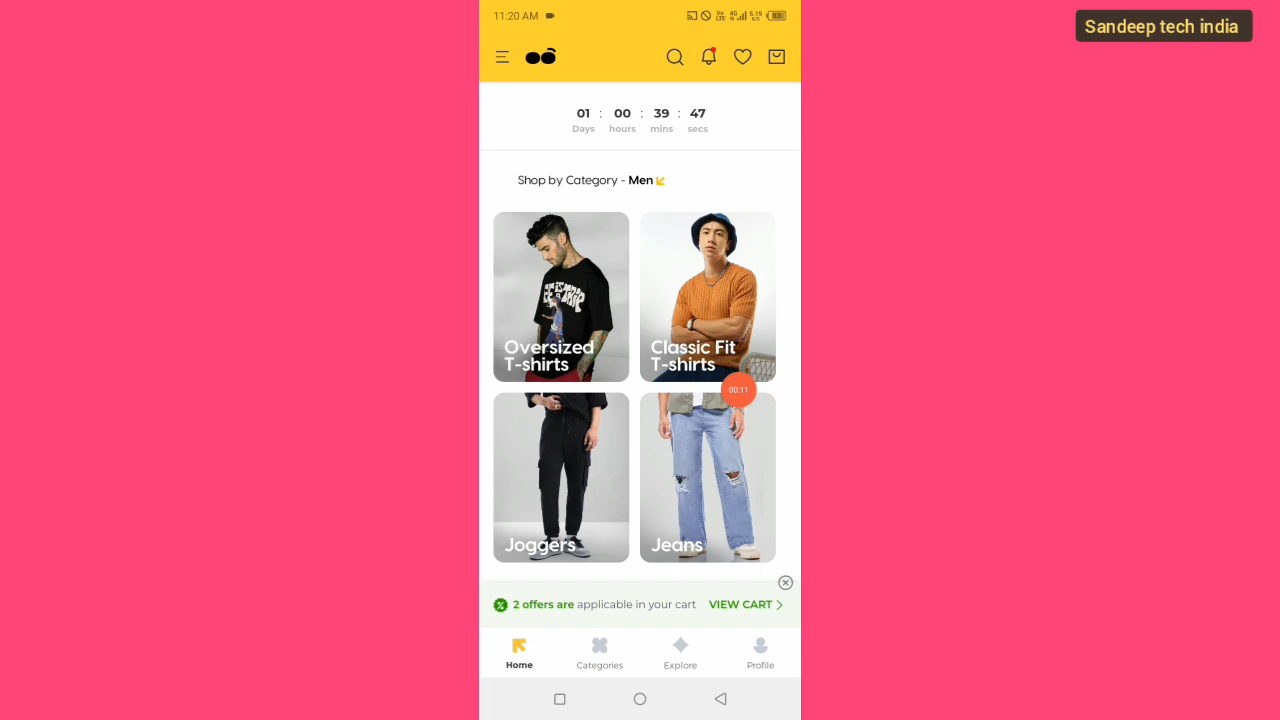 11:20 AM
Sandeep tech india
01 : 00 : 39 : 47
Days hours mins secs
Shop by Category - Men
Oversized
T-shirts
Classic Fit
T-shirts
00:11
Joggers
Jeans
2 offers are applicable in your cart VIEW CART
Home Categories Explore Profile